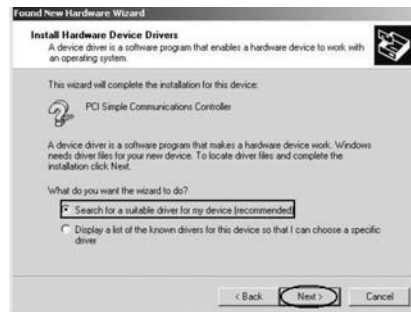 Found New Hardware Wizard
Install Hardware Device Drivers
A device driver is a software program that enables a hardware device to work with
an operating system.
This wizard will complete the installation for this device:
PCI Simple Communications Controller
A device driver is a software program that makes a hardware device work. Windows
needs driver files for your new device. To locate driver files and complete the
installation click Next.
What do you want the wizard to do?
Search for a suitable driver for my device (recommended)
Display a list of the known drivers for this device so that I can choose a specific
driver
< Back Next > Cancel